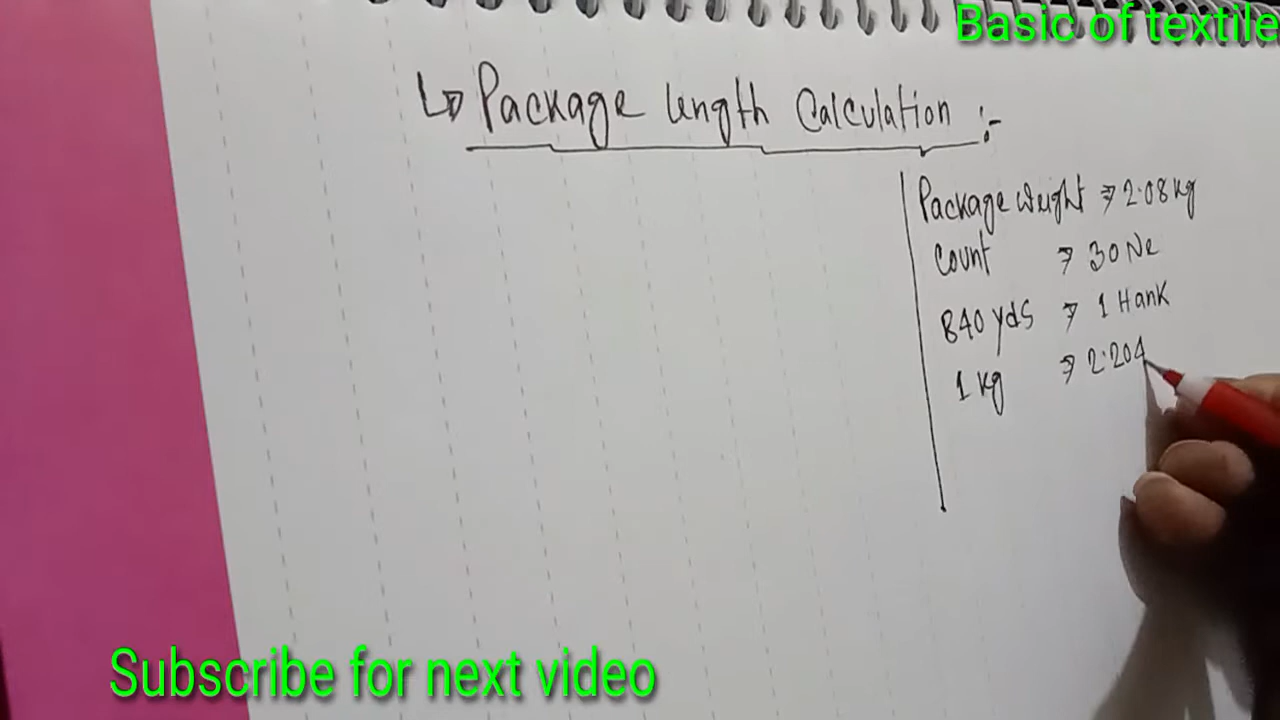 Basic of textile
↳ Package length Calculation :-
Package weight ⇒ 2.08 kg
Count ⇒ 30 Ne
840 yds ⇒ 1 Hank
1 kg ⇒ 2.204
Subscribe for next video